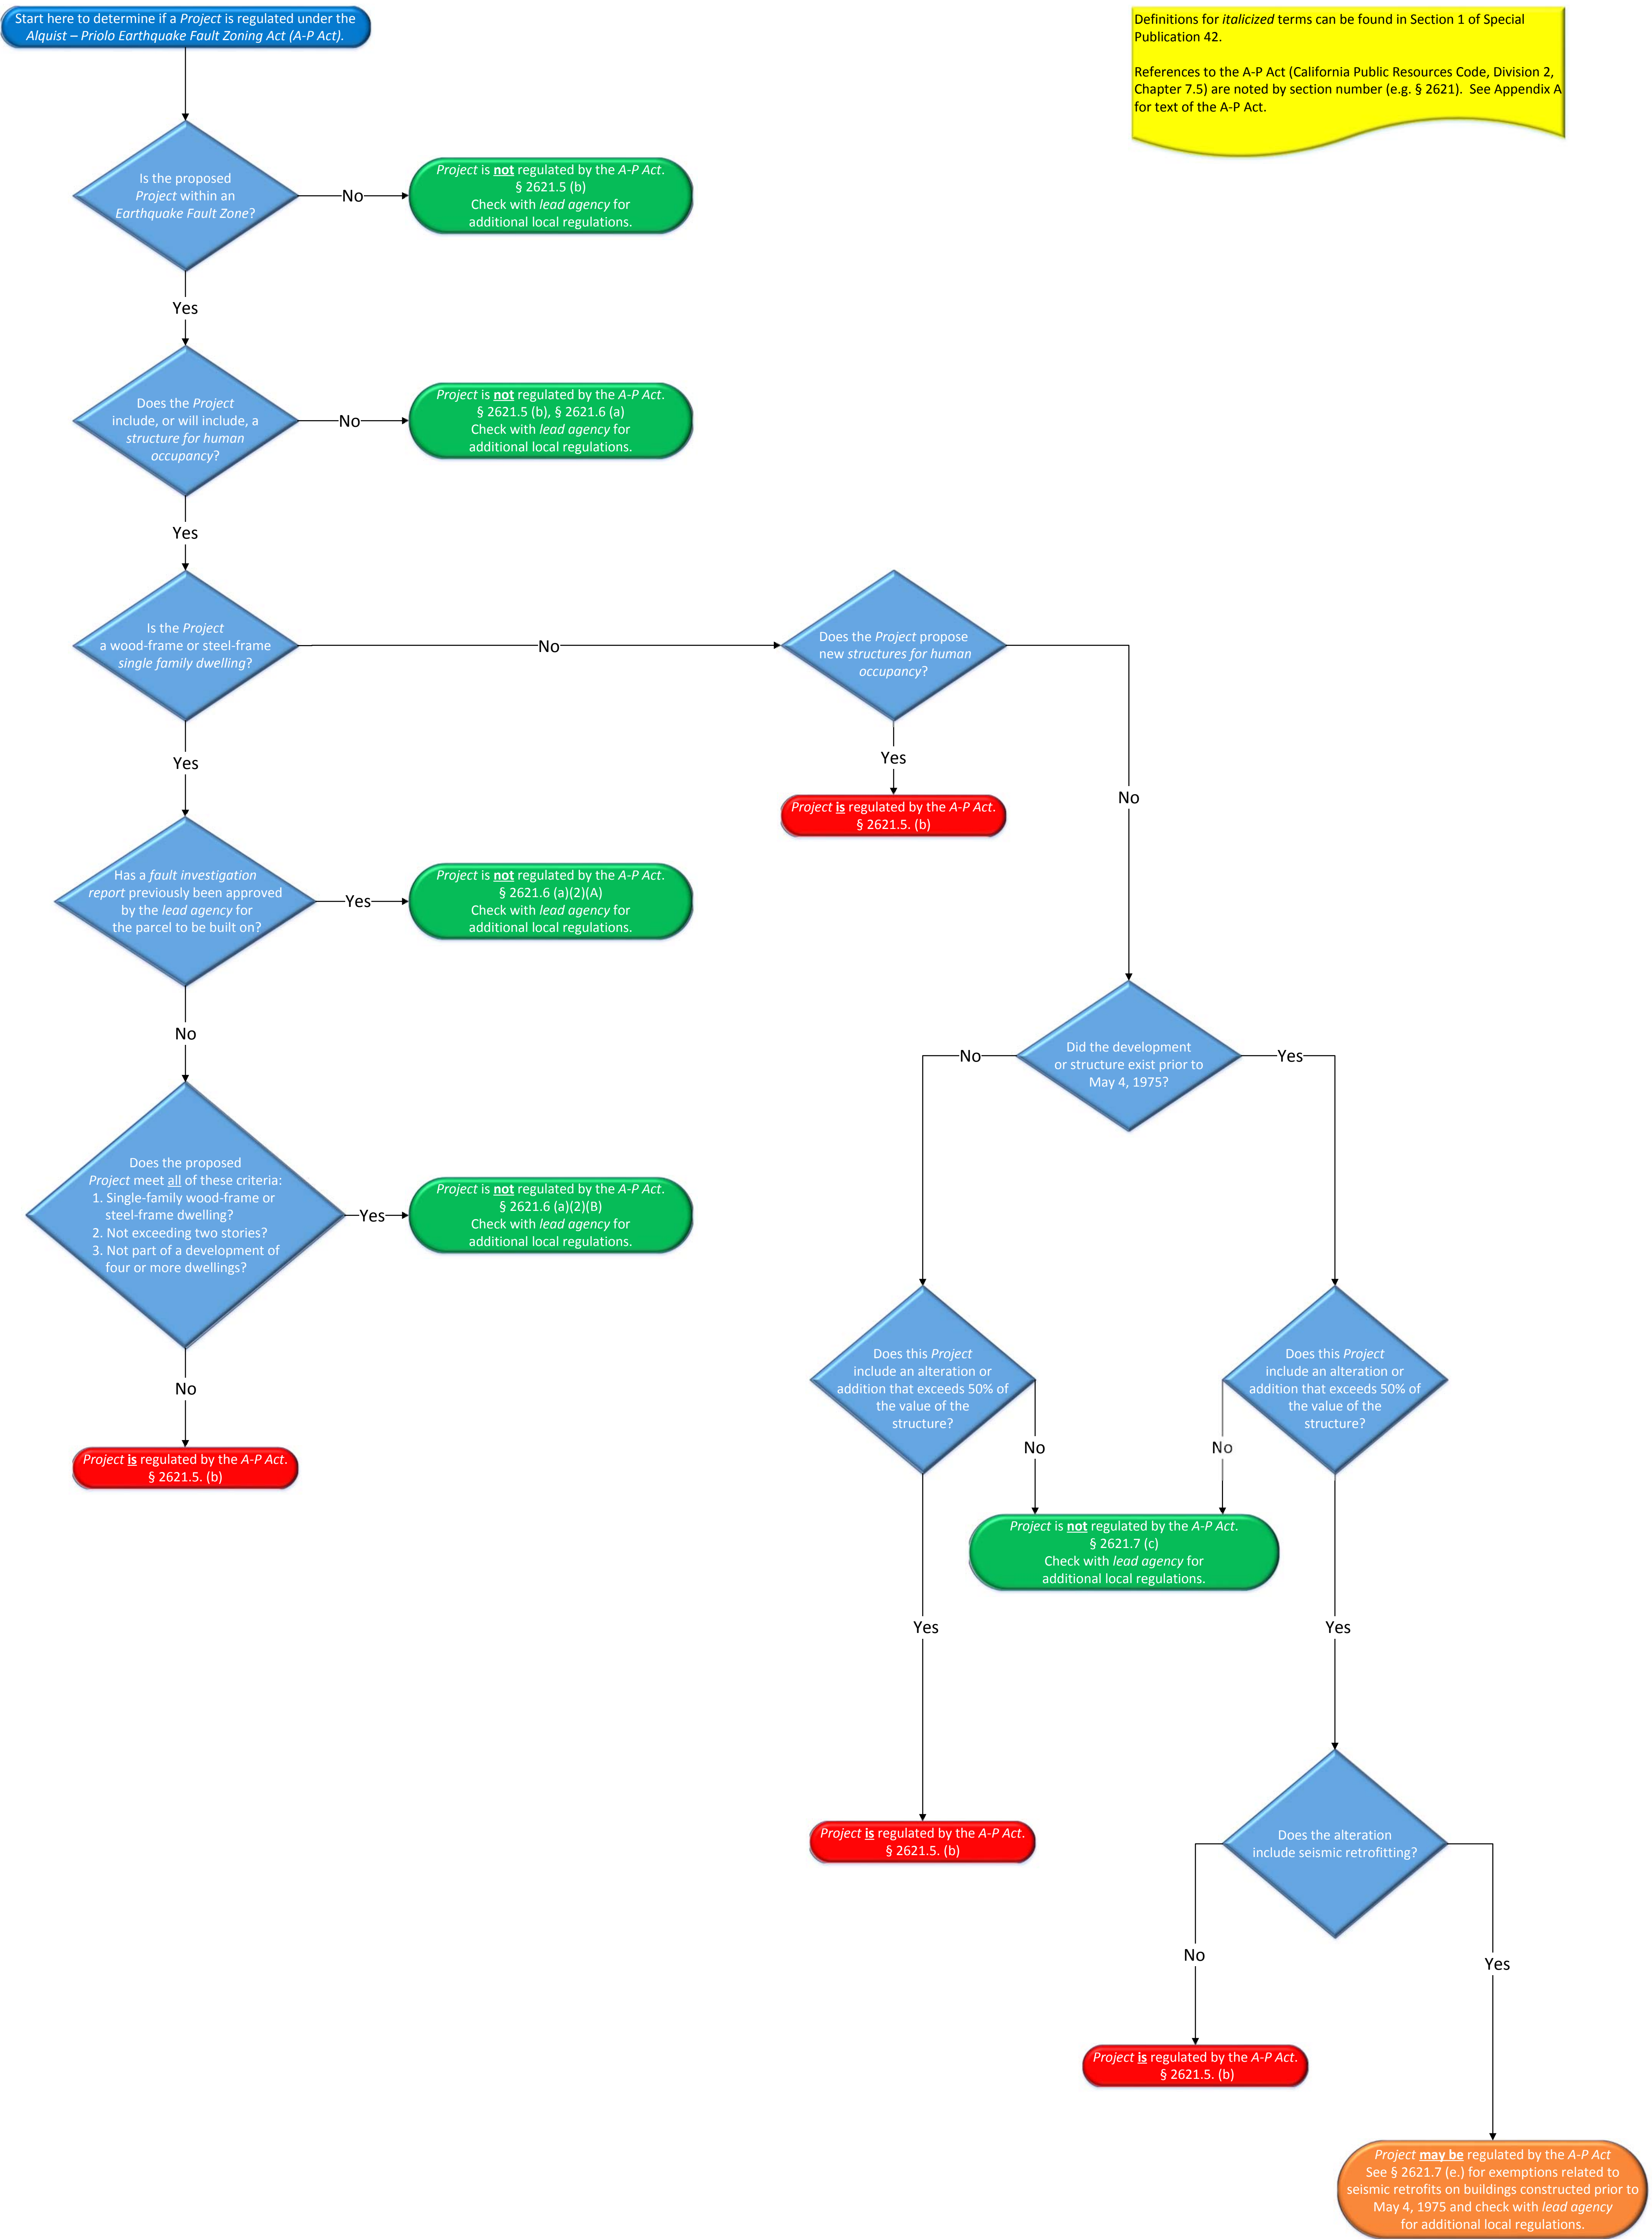 Start here to determine if a Project is regulated under the
Alquist – Priolo Earthquake Fault Zoning Act (A-P Act).
Definitions for italicized terms can be found in Section 1 of Special
Publication 42.
References to the A-P Act (California Public Resources Code, Division 2,
Chapter 7.5) are noted by section number (e.g. § 2621). See Appendix A
for text of the A-P Act.
Is the proposed
Project within an
Earthquake Fault Zone?
No
Project is not regulated by the A-P Act.
§ 2621.5 (b)
Check with lead agency for
additional local regulations.
Yes
Does the Project
include, or will include, a
structure for human
occupancy?
No
Project is not regulated by the A-P Act.
§ 2621.5 (b), § 2621.6 (a)
Check with lead agency for
additional local regulations.
Yes
Is the Project
a wood-frame or steel-frame
single family dwelling?
No
Does the Project propose
new structures for human
occupancy?
Yes
Project is regulated by the A-P Act.
§ 2621.5. (b)
No
Yes
Has a fault investigation
report previously been approved
by the lead agency for
the parcel to be built on?
Yes
Project is not regulated by the A-P Act.
§ 2621.6 (a)(2)(A)
Check with lead agency for
additional local regulations.
No
Does the proposed
Project meet all of these criteria:
1. Single-family wood-frame or
steel-frame dwelling?
2. Not exceeding two stories?
3. Not part of a development of
four or more dwellings?
Yes
Project is not regulated by the A-P Act.
§ 2621.6 (a)(2)(B)
Check with lead agency for
additional local regulations.
No
Project is regulated by the A-P Act.
§ 2621.5. (b)
Did the development
or structure exist prior to
May 4, 1975?
No
Yes
Does this Project
include an alteration or
addition that exceeds 50% of
the value of the
structure?
Does this Project
include an alteration or
addition that exceeds 50% of
the value of the
structure?
No
No
Project is not regulated by the A-P Act.
§ 2621.7 (c)
Check with lead agency for
additional local regulations.
Yes
Yes
Project is regulated by the A-P Act.
§ 2621.5. (b)
Does the alteration
include seismic retrofitting?
No
Yes
Project is regulated by the A-P Act.
§ 2621.5. (b)
Project may be regulated by the A-P Act
See § 2621.7 (e.) for exemptions related to
seismic retrofits on buildings constructed prior to
May 4, 1975 and check with lead agency
for additional local regulations.